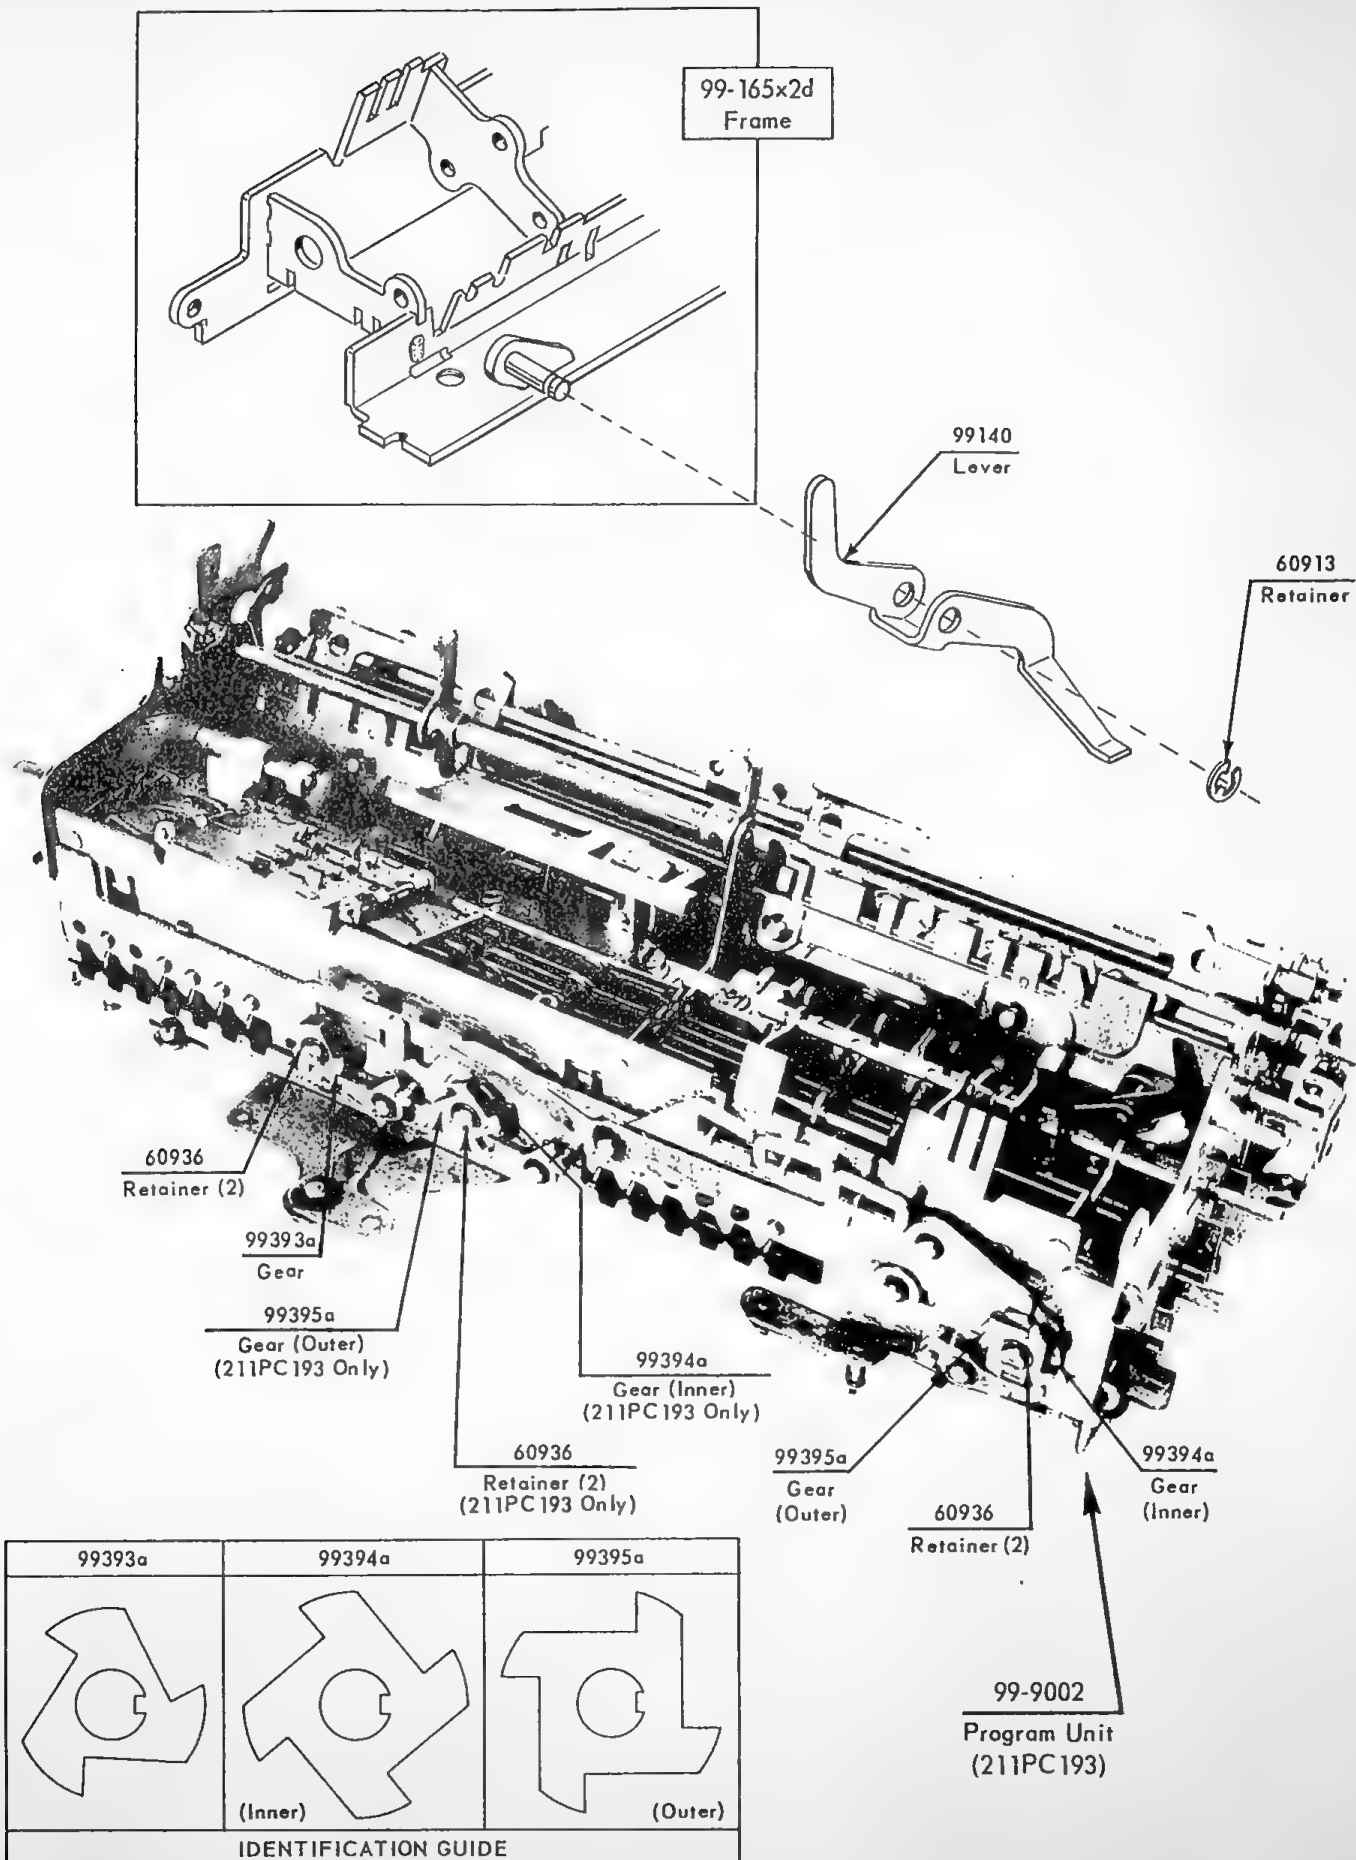 99-165x2d
Frame
99140
Lever
60913
Retainer
60936
Retainer (2)
99393a
Gear
99395a
Gear (Outer)
(211PC193 Only)
99394a
Gear (Inner)
(211PC193 Only)
60936
Retainer (2)
(211PC193 Only)
99395a
Gear
(Outer)
60936
Retainer (2)
99394a
Gear
(Inner)
99-9002
Program Unit
(211PC193)
99393a
99394a
99395a
(Inner)
(Outer)
IDENTIFICATION GUIDE